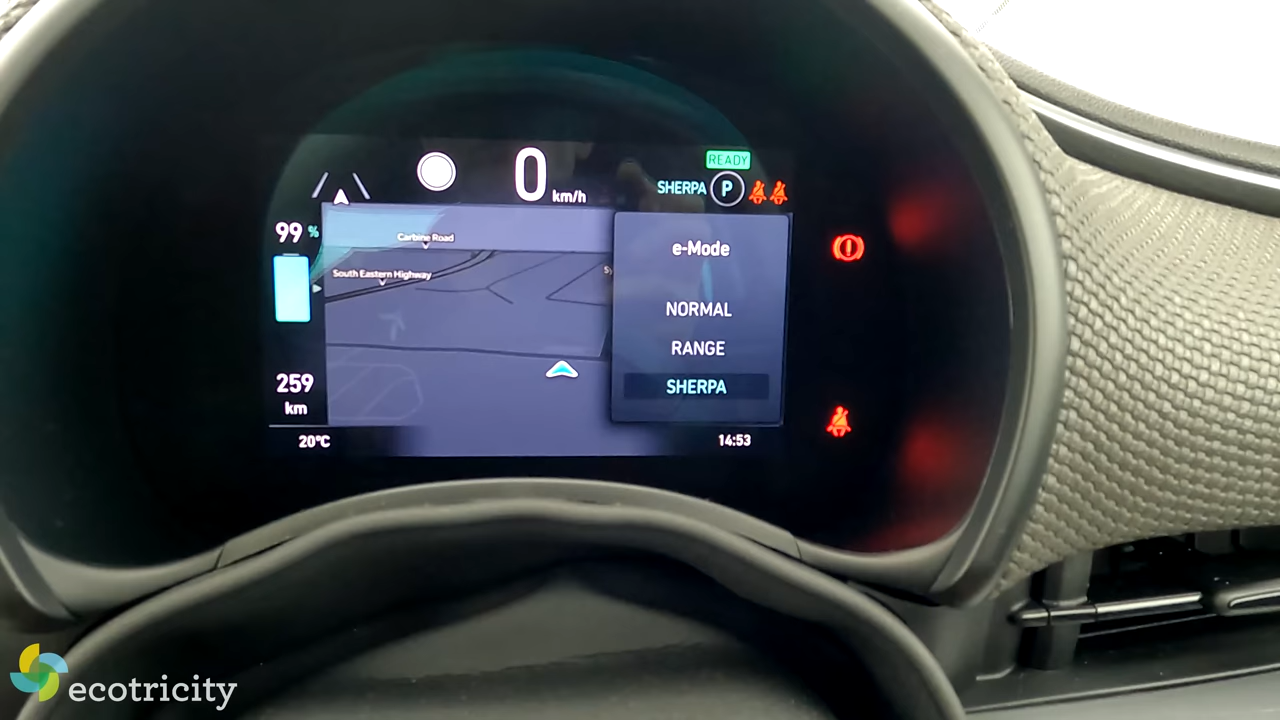 READY
0 km/h
SHERPA P
99 %
Carbine Road
e-Mode
South Eastern Highway
Sy
NORMAL
RANGE
SHERPA
259
km
20°C
14:53
ecotricity